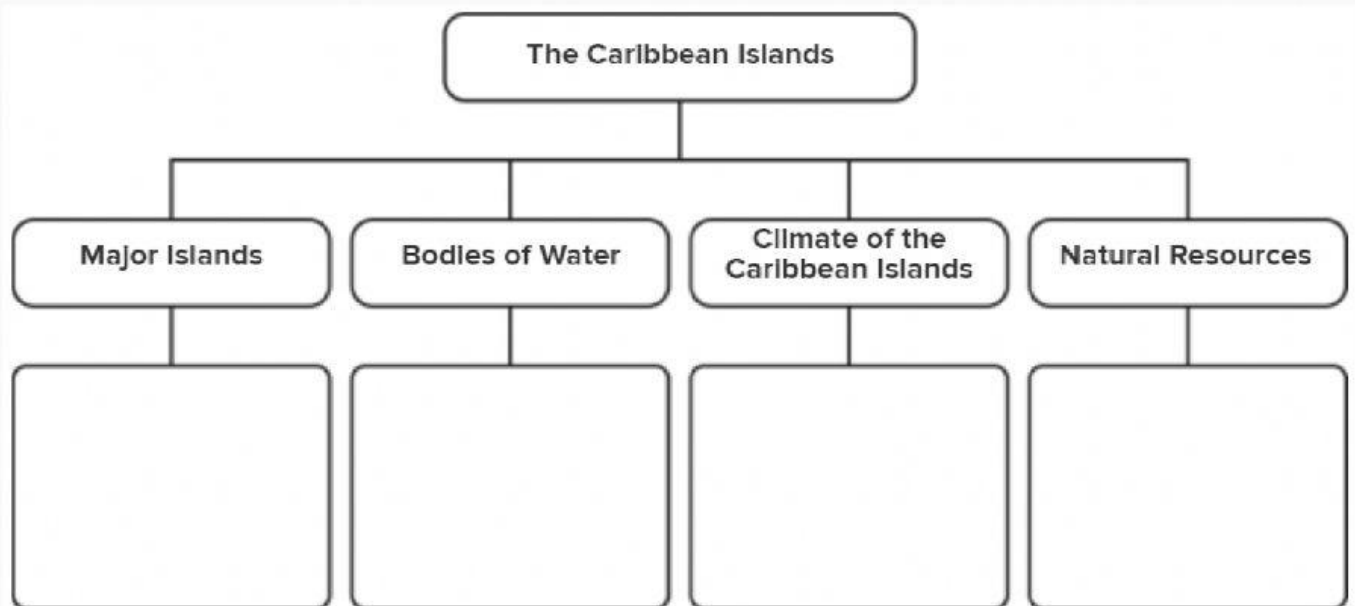 The Caribbean Islands
Major Islands
Bodies of Water
Climate of the
Caribbean Islands
Natural Resources